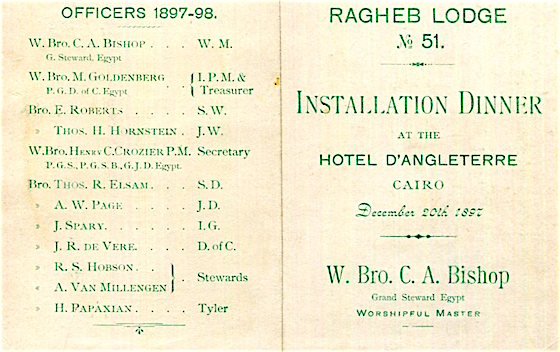 OFFICERS 1897-98.
W. Bro. C. A. BISHOP . . . W. M.
G. Steward, Egypt
W. Bro. M. GOLDENBERG { I. P. M. &
P. G. D. of C. Egypt Treasurer
Bro. E. ROBERTS . . . . . S. W.
» THOS. H. HORNSTEIN . J. W.
W. Bro. HENRY C. CROZIER P.M. Secretary
P. G. S., P. G. S. B., G. J. D. Egypt.
Bro. THOS. R. ELSAM . . . S. D.
» A. W. PAGE . . . . J. D.
» J. SPARY . . . . . I. G.
» J. R. DE VERE . . . . D. of C.
» R. S. HOBSON . . }
Stewards
» A. VAN MILLENGEN }
» H. PAPAXIAN . . . Tyler
RAGHEB LODGE
№ 51.
INSTALLATION DINNER
AT THE
HOTEL D'ANGLETERRE
CAIRO
December 20th 1897
W. Bro. C. A. Bishop
Grand Steward Egypt
WORSHIPFUL MASTER